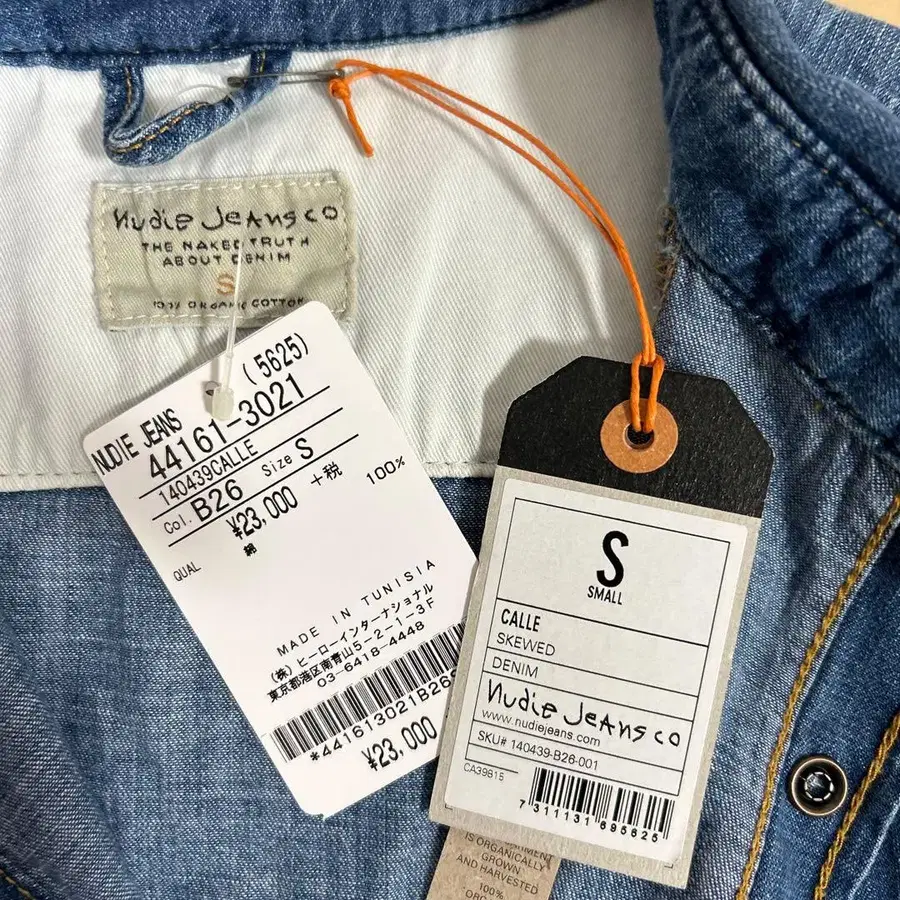 Nudie Jeans co
THE NAKED TRUTH
ABOUT DENIM
S
100% ORGANIC COTTON
(5625)
NUDIE JEANS
44161-3021
140439CALLE
Col. B26 Size S
¥23,000 +税
QUAL 綿 100%
MADE IN TUNISIA
(株)ヒーローインターナショナル
東京都港区南青山5-2-1-3F
03-6418-4448
*441613021B26S
¥23,000
S
SMALL
CALLE
SKEWED
DENIM
Nudie Jeans co
www.nudiejeans.com
SKU# 140439-B26-001
CA39815
7 311131 695625
GARMENT
IS ORGANICALLY
GROWN
AND HARVESTED
100%